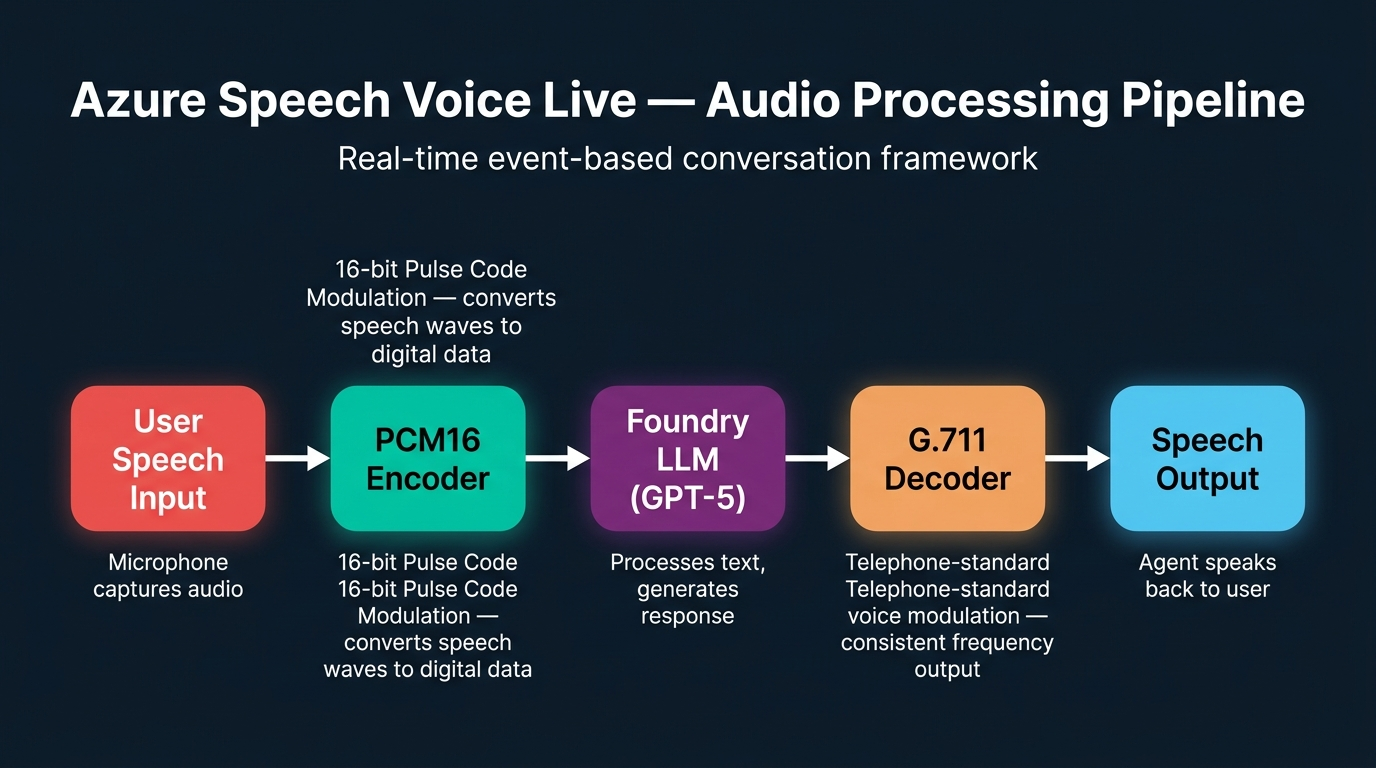 Azure Speech Voice Live — Audio Processing Pipeline
Real-time event-based conversation framework
16-bit Pulse Code
Modulation — converts
speech waves to
digital data
User
Speech
Input
PCM16
Encoder
Foundry
LLM
(GPT-5)
G.711
Decoder
Speech
Output
Microphone
captures audio
16-bit Pulse Code
16-bit Pulse Code
Modulation —
converts speech
waves to digital data
Processes text,
generates
response
Telephone-standard
Telephone-standard
voice modulation —
consistent frequency
output
Agent speaks
back to user